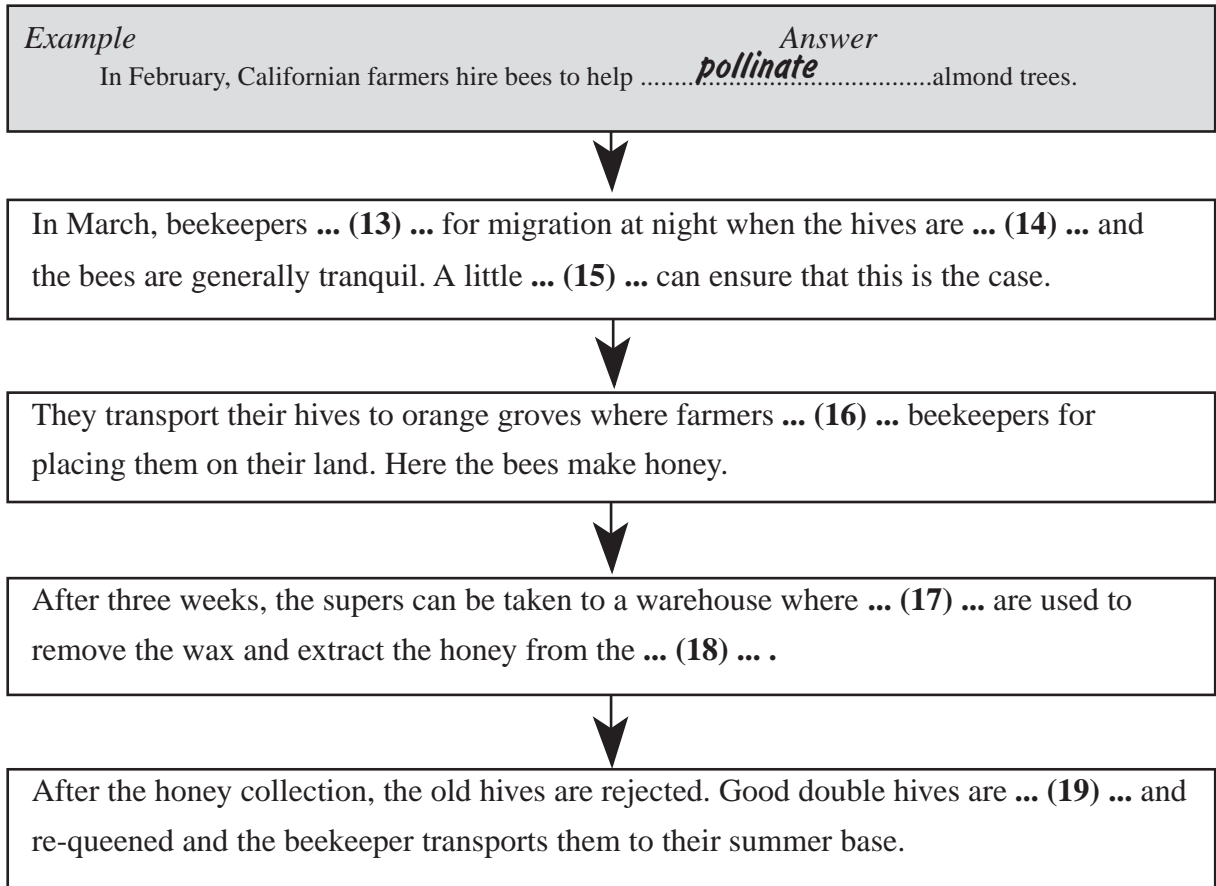 Example Answer
In February, Californian farmers hire bees to help ........pollinate..............................almond trees.
In March, beekeepers ... (13) ... for migration at night when the hives are ... (14) ... and
the bees are generally tranquil. A little ... (15) ... can ensure that this is the case.
They transport their hives to orange groves where farmers ... (16) ... beekeepers for
placing them on their land. Here the bees make honey.
After three weeks, the supers can be taken to a warehouse where ... (17) ... are used to
remove the wax and extract the honey from the ... (18) ... .
After the honey collection, the old hives are rejected. Good double hives are ... (19) ... and
re-queened and the beekeeper transports them to their summer base.